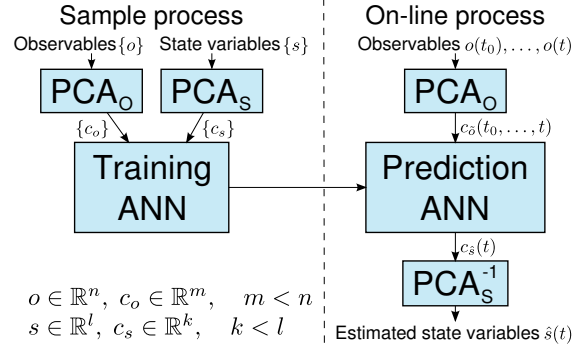 Sample process
On-line process
Observables {o}
State variables {s}
Observables o(t₀), . . . , o(t)
PCA_O
PCA_S
PCA_O
{c_o}
{c_s}
c_õ(t₀, . . . , t)
Training
ANN
Prediction
ANN
c_ŝ(t)
PCA_S^-1
o ∈ ℝⁿ, c_o ∈ ℝᵐ, m < n
s ∈ ℝˡ, c_s ∈ ℝᵏ, k < l
Estimated state variables ŝ(t)